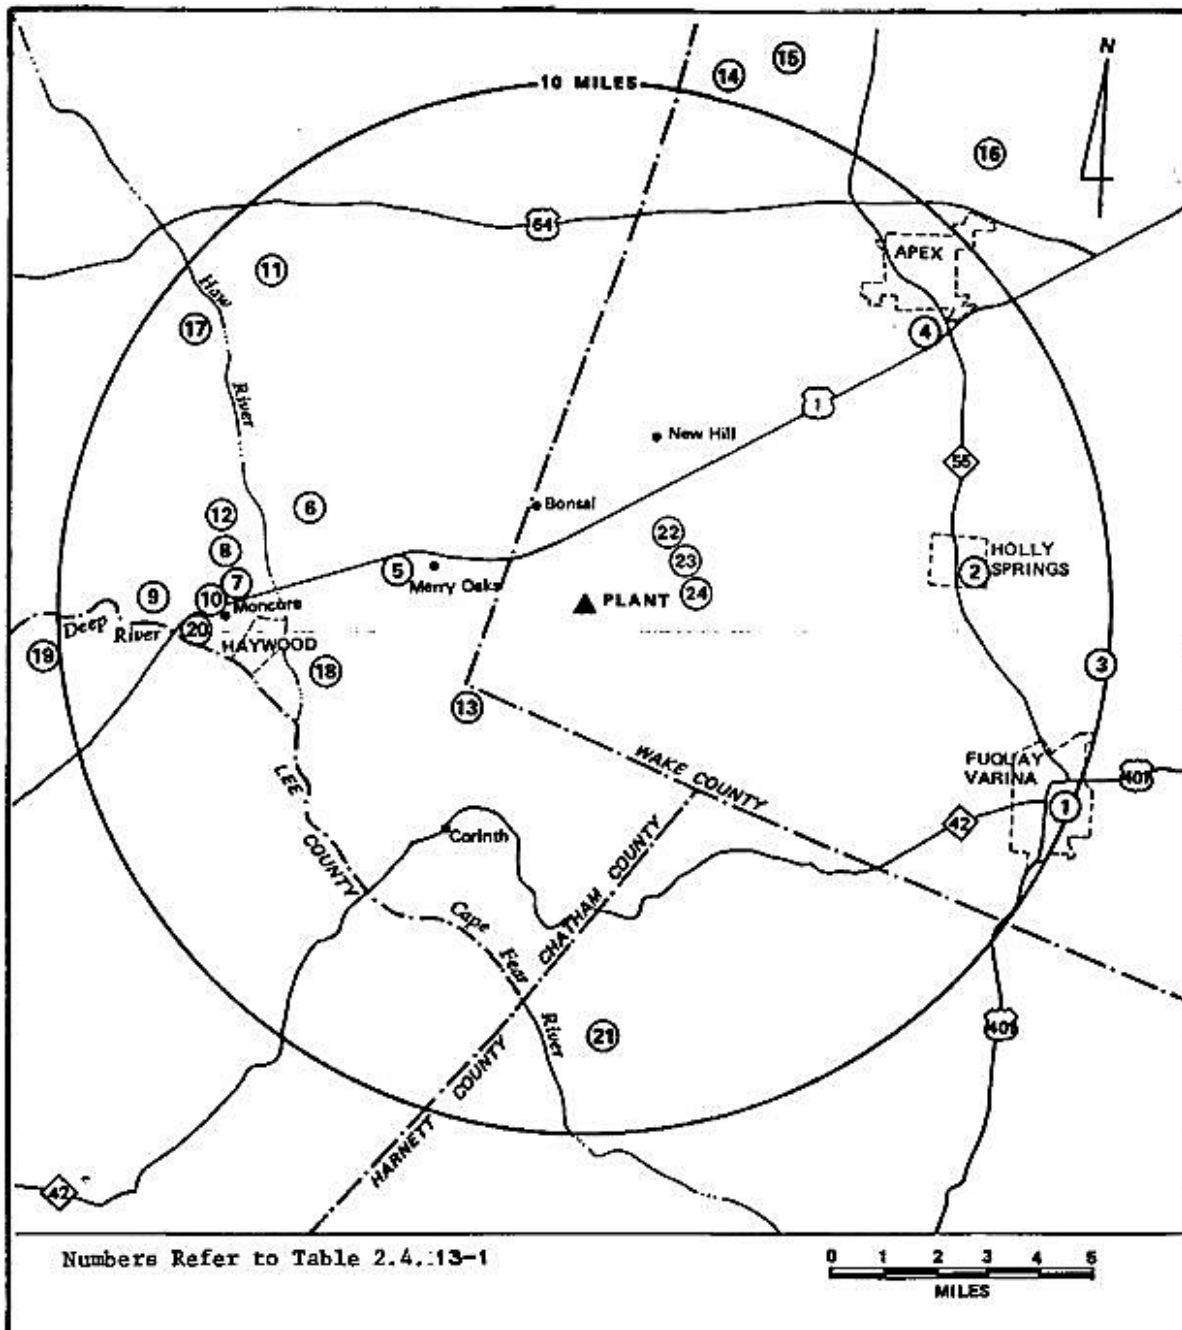 N
15
14
10 MILES
16
64
APEX
11
Haw
17
4
River
1
New Hill
55
Bonsal
6
12
22
8
23
HOLLY
SPRINGS
5
2
7
Merry Oaks
24
9
10
PLANT
Moncure
Deep
River
20
HAYWOOD
19
18
3
13
WAKE COUNTY
LEE
COUNTY
FUQUAY
VARINA
401
1
42
Corinth
CHATHAM COUNTY
Cape
Fear
River
21
401
HARNETT COUNTY
42
Numbers Refer to Table 2.4.13-1
0 1 2 3 4 5
MILES